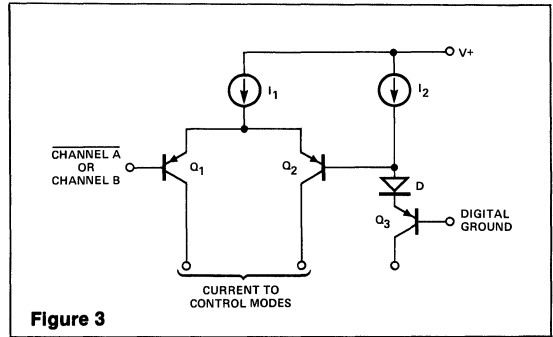 V+
I1
I2
CHANNEL A
OR
CHANNEL B
Q1
Q2
D
Q3
DIGITAL
GROUND
CURRENT TO
CONTROL MODES
Figure 3